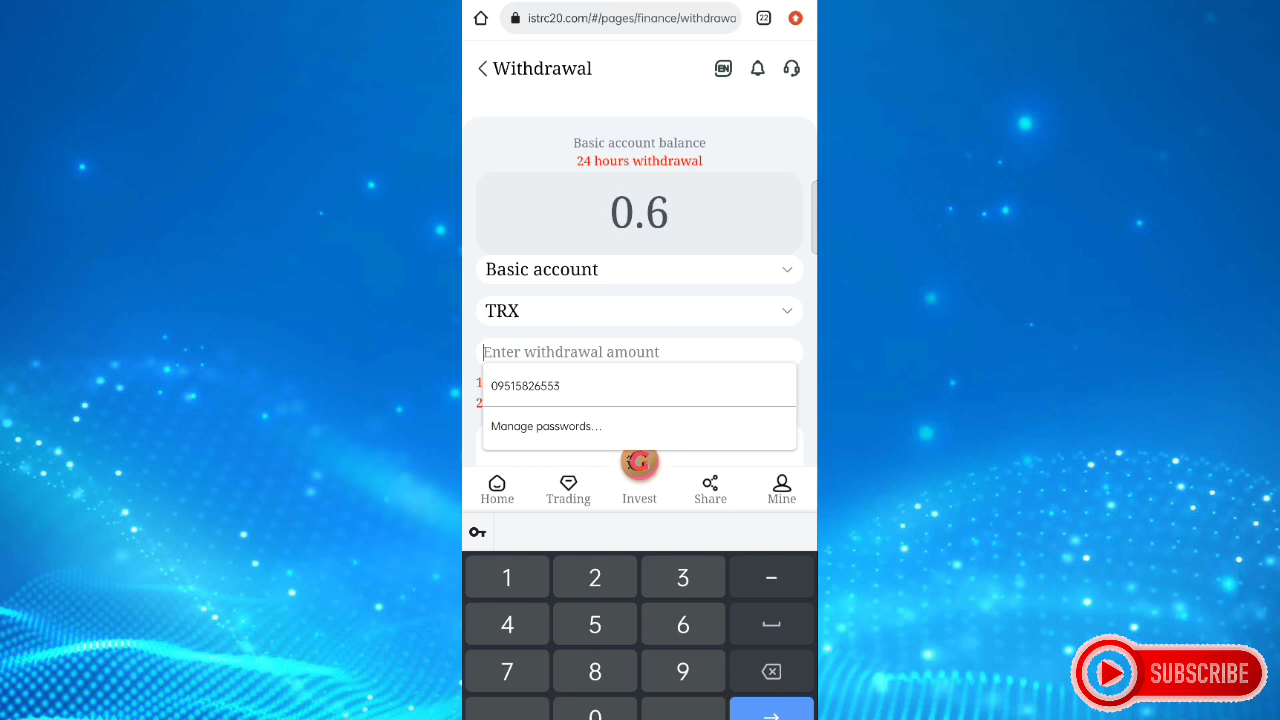 istrc20.com/#/pages/finance/withdrawa
22
Withdrawal
EN
Basic account balance
24 hours withdrawal
0.6
Basic account
TRX
Enter withdrawal amount
1
09515826553
2
Manage passwords...
G
Home Trading Invest Share Mine
1 2 3 -
4 5 6
7 8 9
0
SUBSCRIBE